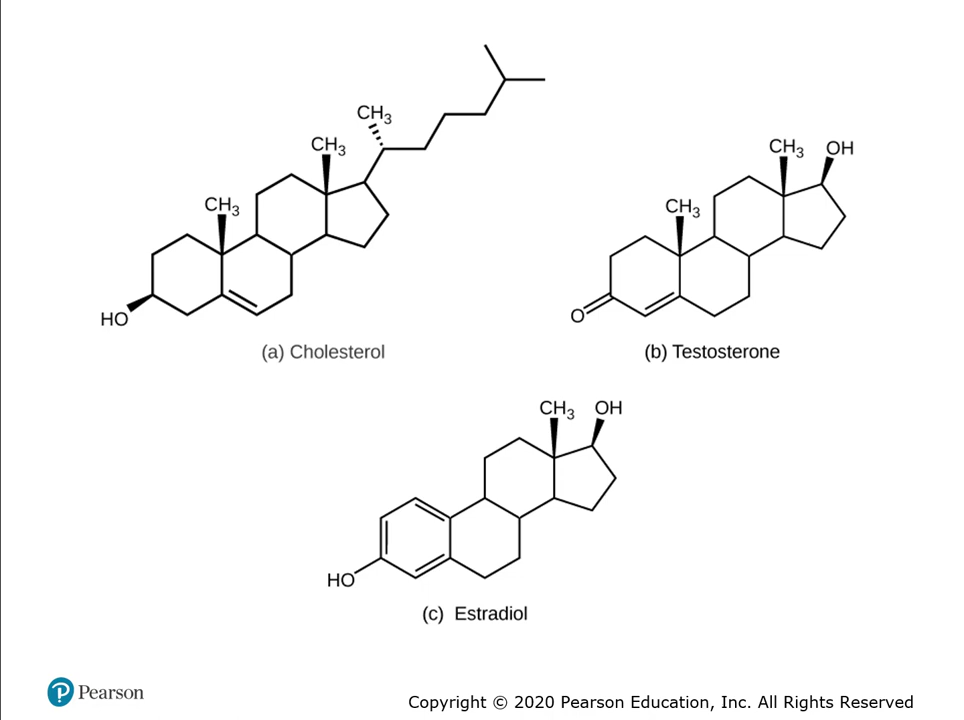 CH₃
CH₃
CH₃
HO
(a) Cholesterol
CH₃ OH
CH₃
O
(b) Testosterone
CH₃ OH
HO
(c) Estradiol
Pearson
Copyright © 2020 Pearson Education, Inc. All Rights Reserved